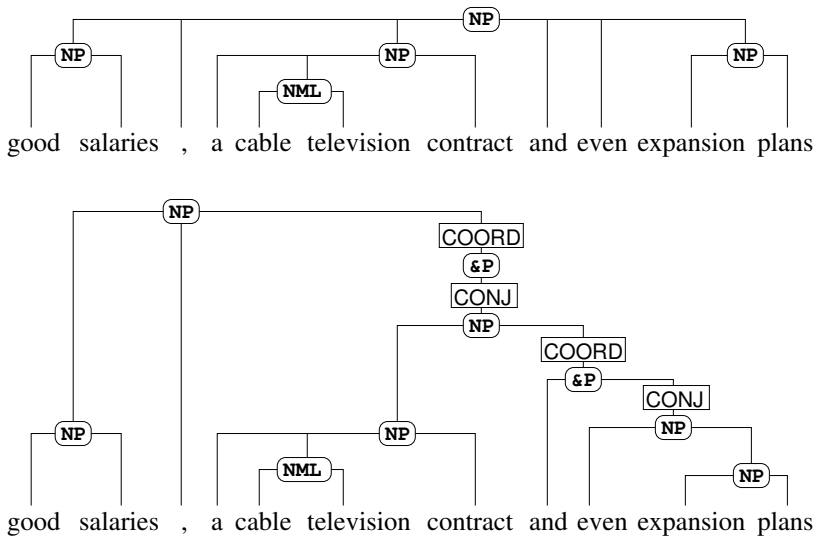 NP
NP NP NP
NML
good salaries , a cable television contract and even expansion plans
NP
COORD
&P
CONJ
NP
COORD
&P
CONJ
NP NP NP
NML NP
good salaries , a cable television contract and even expansion plans